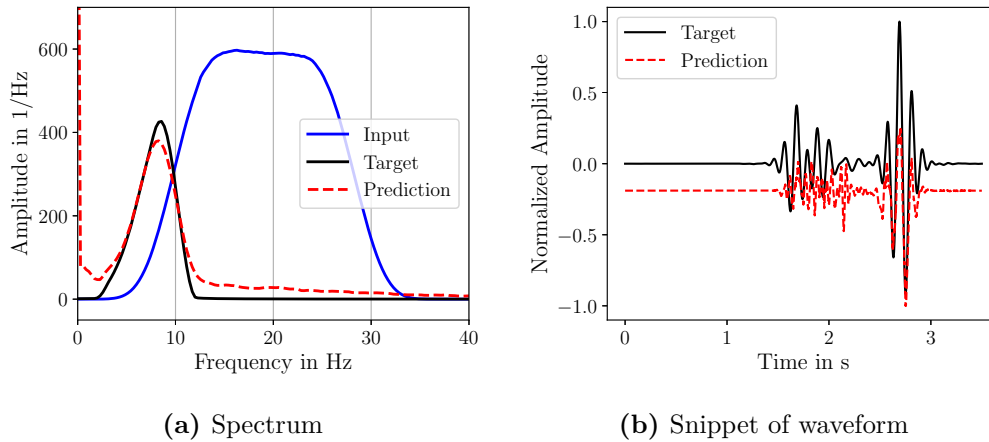 600
400
200
0
Amplitude in 1/Hz
Input
Target
Prediction
0
10
20
30
40
Frequency in Hz
(a) Spectrum
1.0
0.5
0.0
−0.5
−1.0
Normalized Amplitude
Target
Prediction
0
1
2
3
Time in s
(b) Snippet of waveform